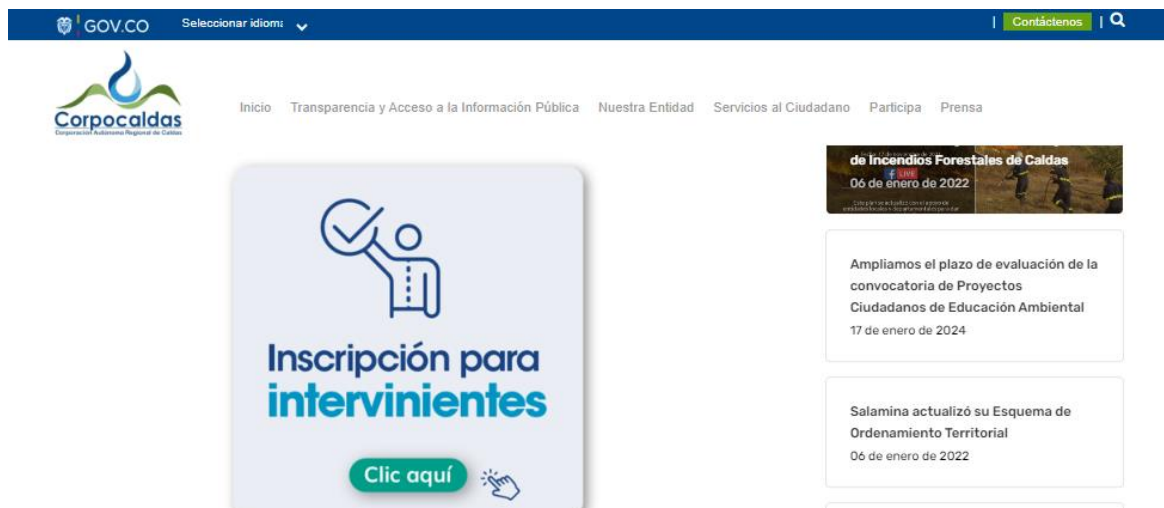 GOV.CO
Seleccionar idioma
| Contáctenos |
Corpocaldas
Corporación Autónoma Regional de Caldas
Inicio Transparencia y Acceso a la Información Pública Nuestra Entidad Servicios al Ciudadano Participa Prensa
Inscripción para
intervinientes
Clic aquí
de Incendios Forestales de Caldas
LIVE
06 de enero de 2022
Ampliamos el plazo de evaluación de la
convocatoria de Proyectos
Ciudadanos de Educación Ambiental
17 de enero de 2024
Salamina actualizó su Esquema de
Ordenamiento Territorial
06 de enero de 2022